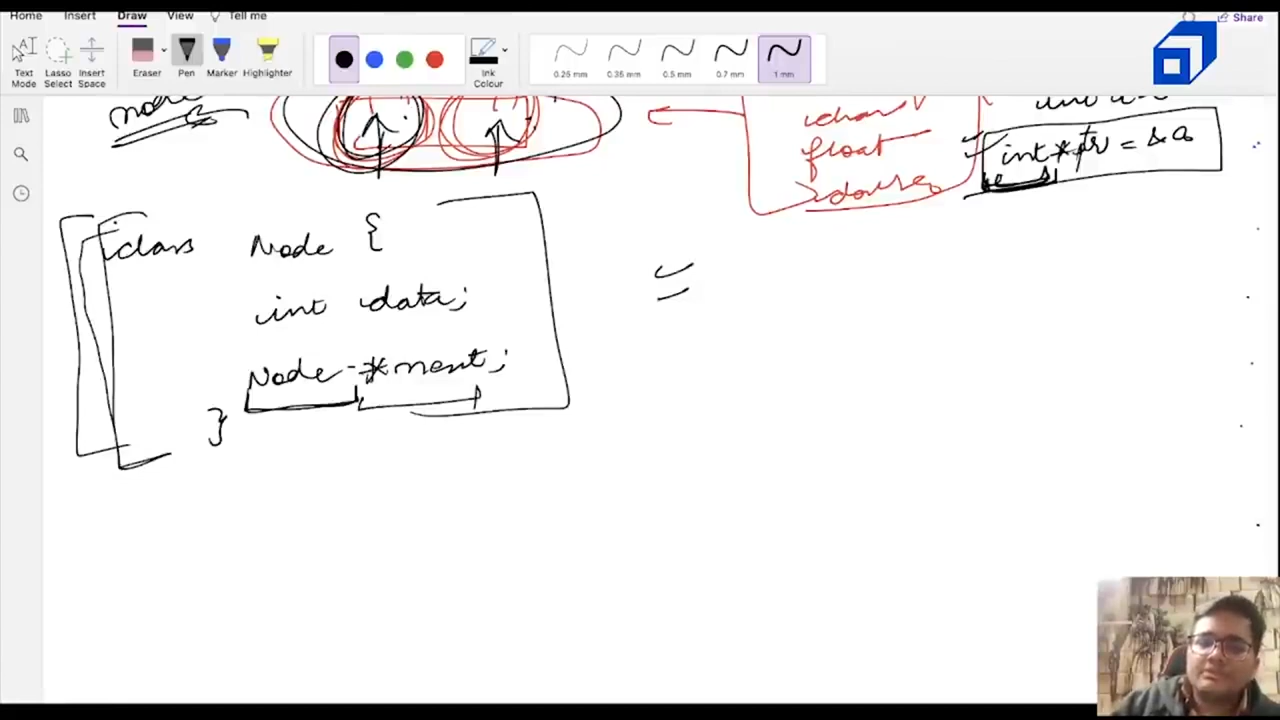 Home Insert Draw View Tell me Share
Text Mode Lasso Select Insert Space Eraser Pen Marker Highlighter Ink Colour 0.25 mm 0.35 mm 0.5 mm 0.7 mm 1 mm
node
char
float
double
int *ptr = &a
class Node {
int data;
Node *next;
}